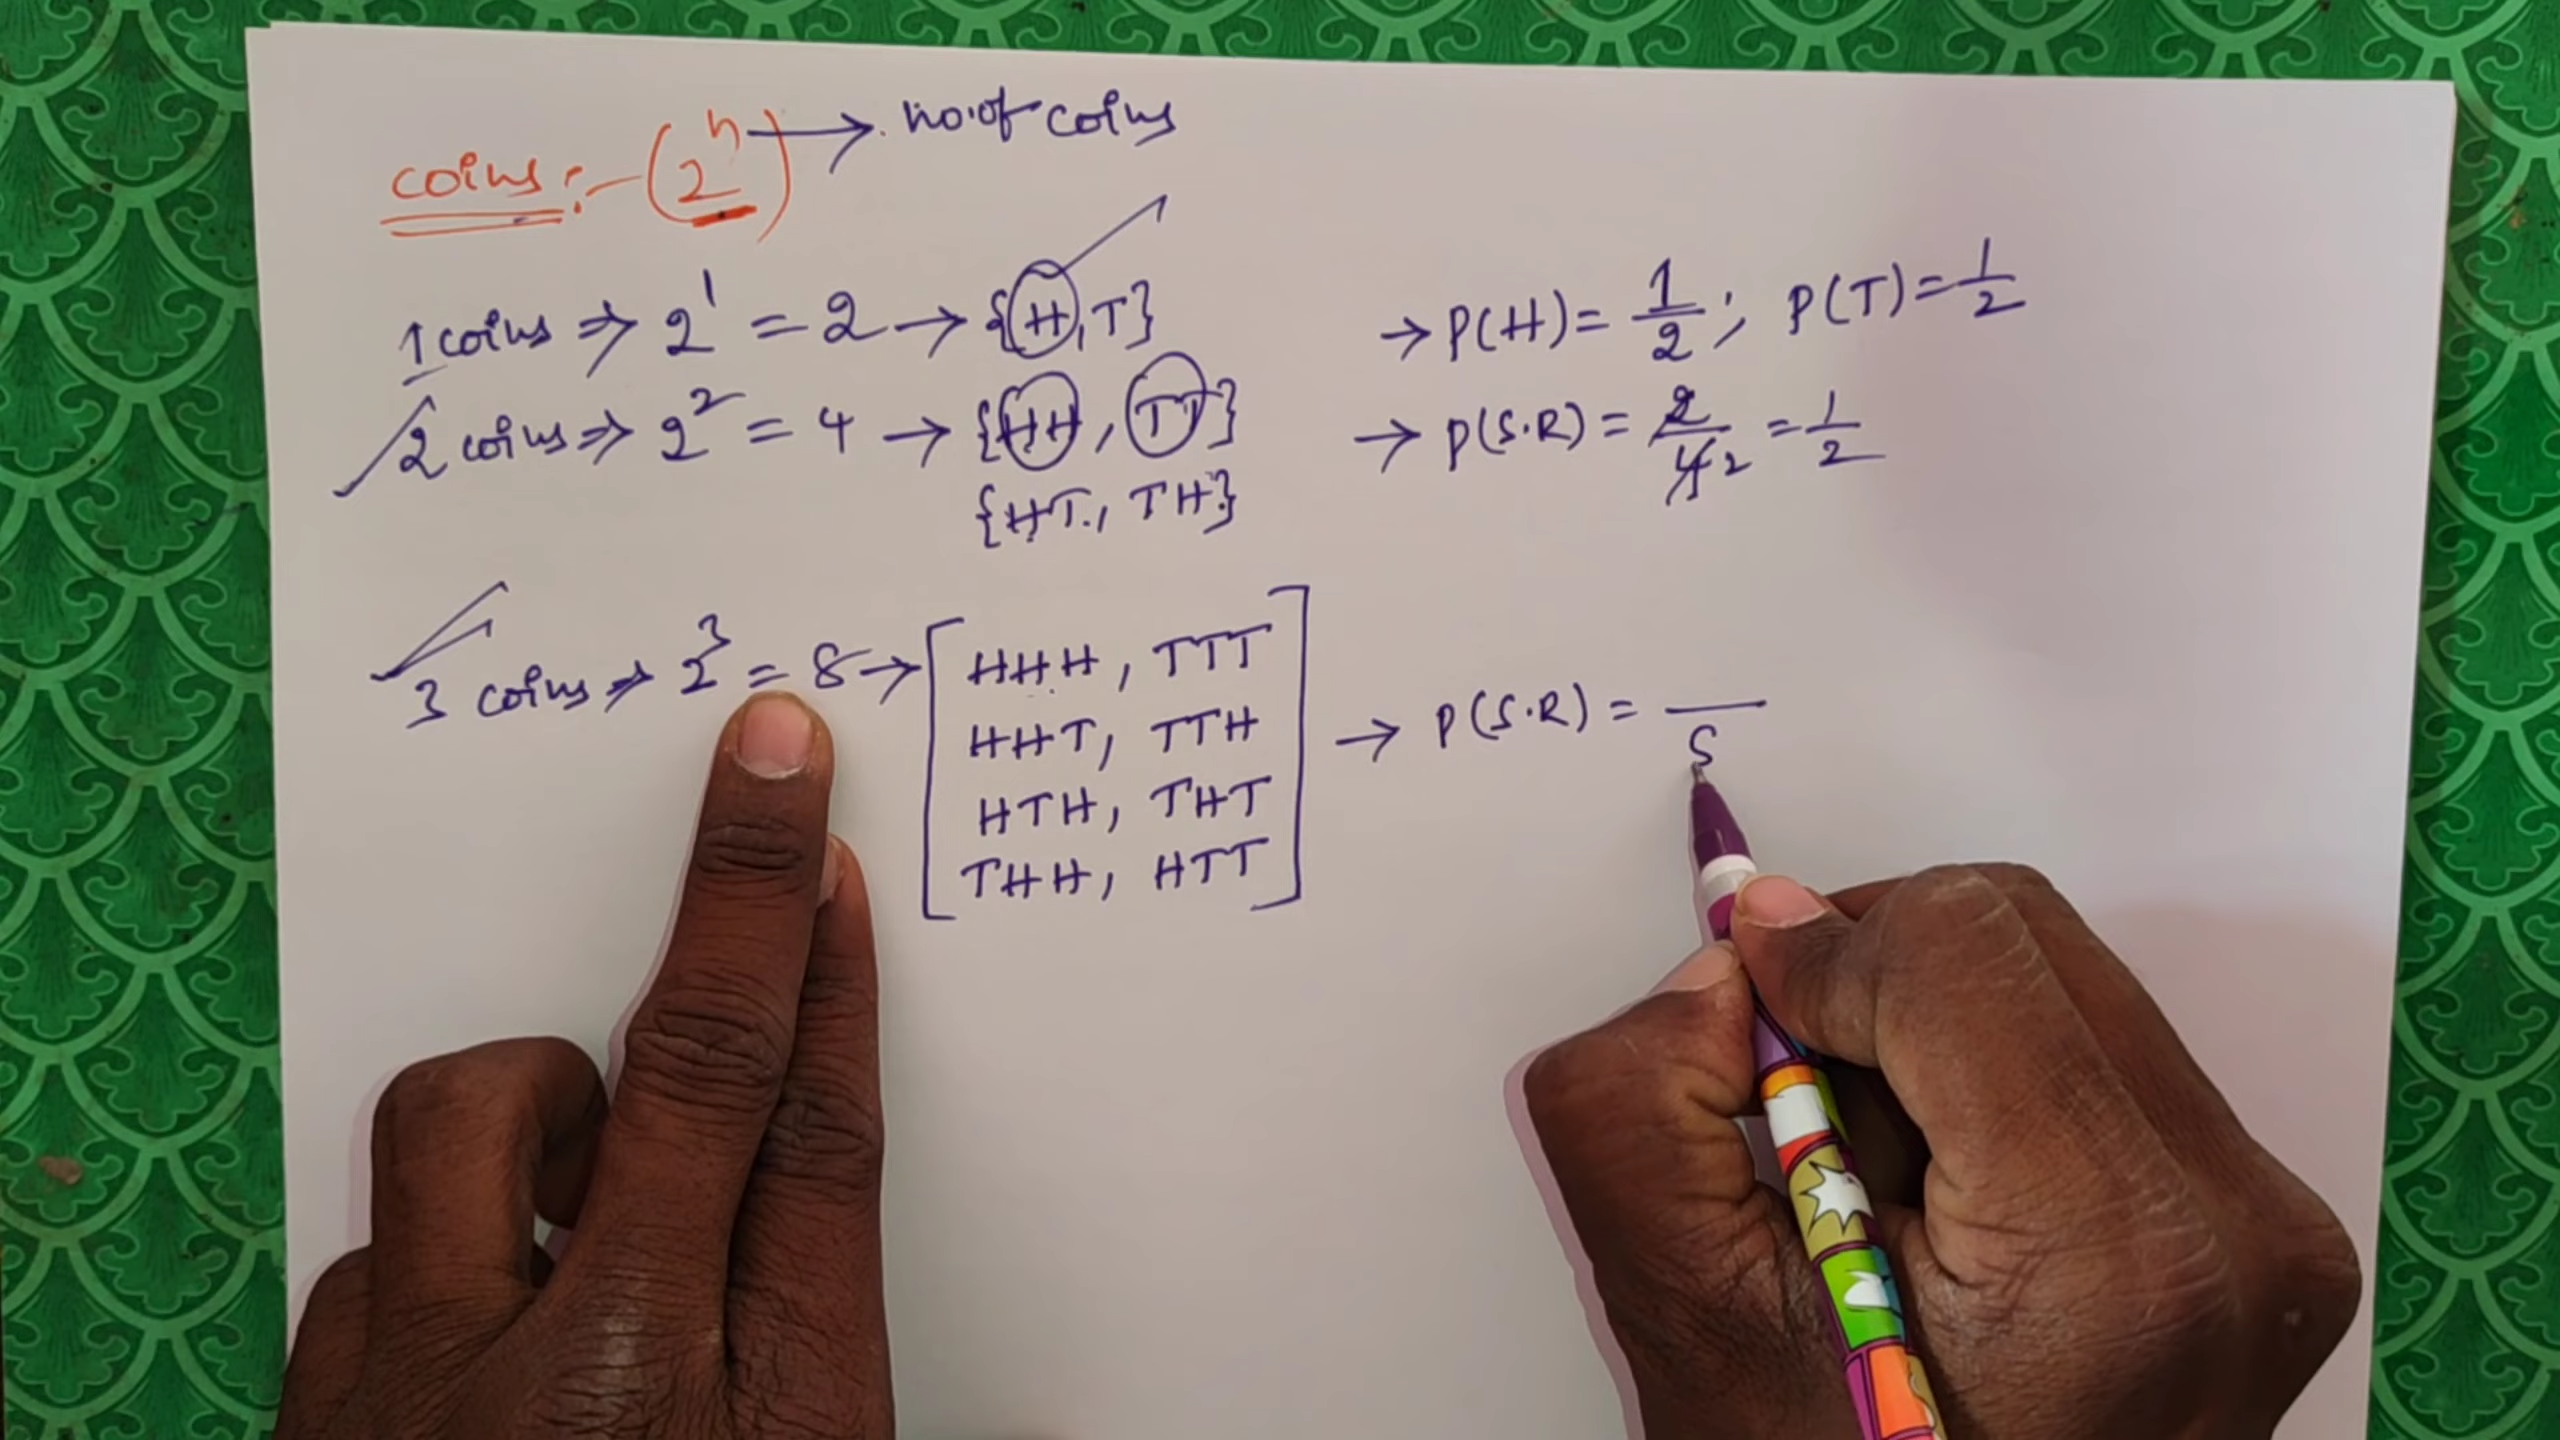 coins :- (2ⁿ) → no.of coins
1 coins ⇒ 2¹ = 2 → {H, T} → P(H) = 1/2 ; P(T) = 1/2
2 coins ⇒ 2² = 4 → {HH, TT} → P(S.R) = 2/4 2 = 1/2
{HT, TH}
3 coins ⇒ 2³ = 8 → [HHH, TTT
HHT, TTH → P(S.R) = /S
HTH, THT
THH, HTT]